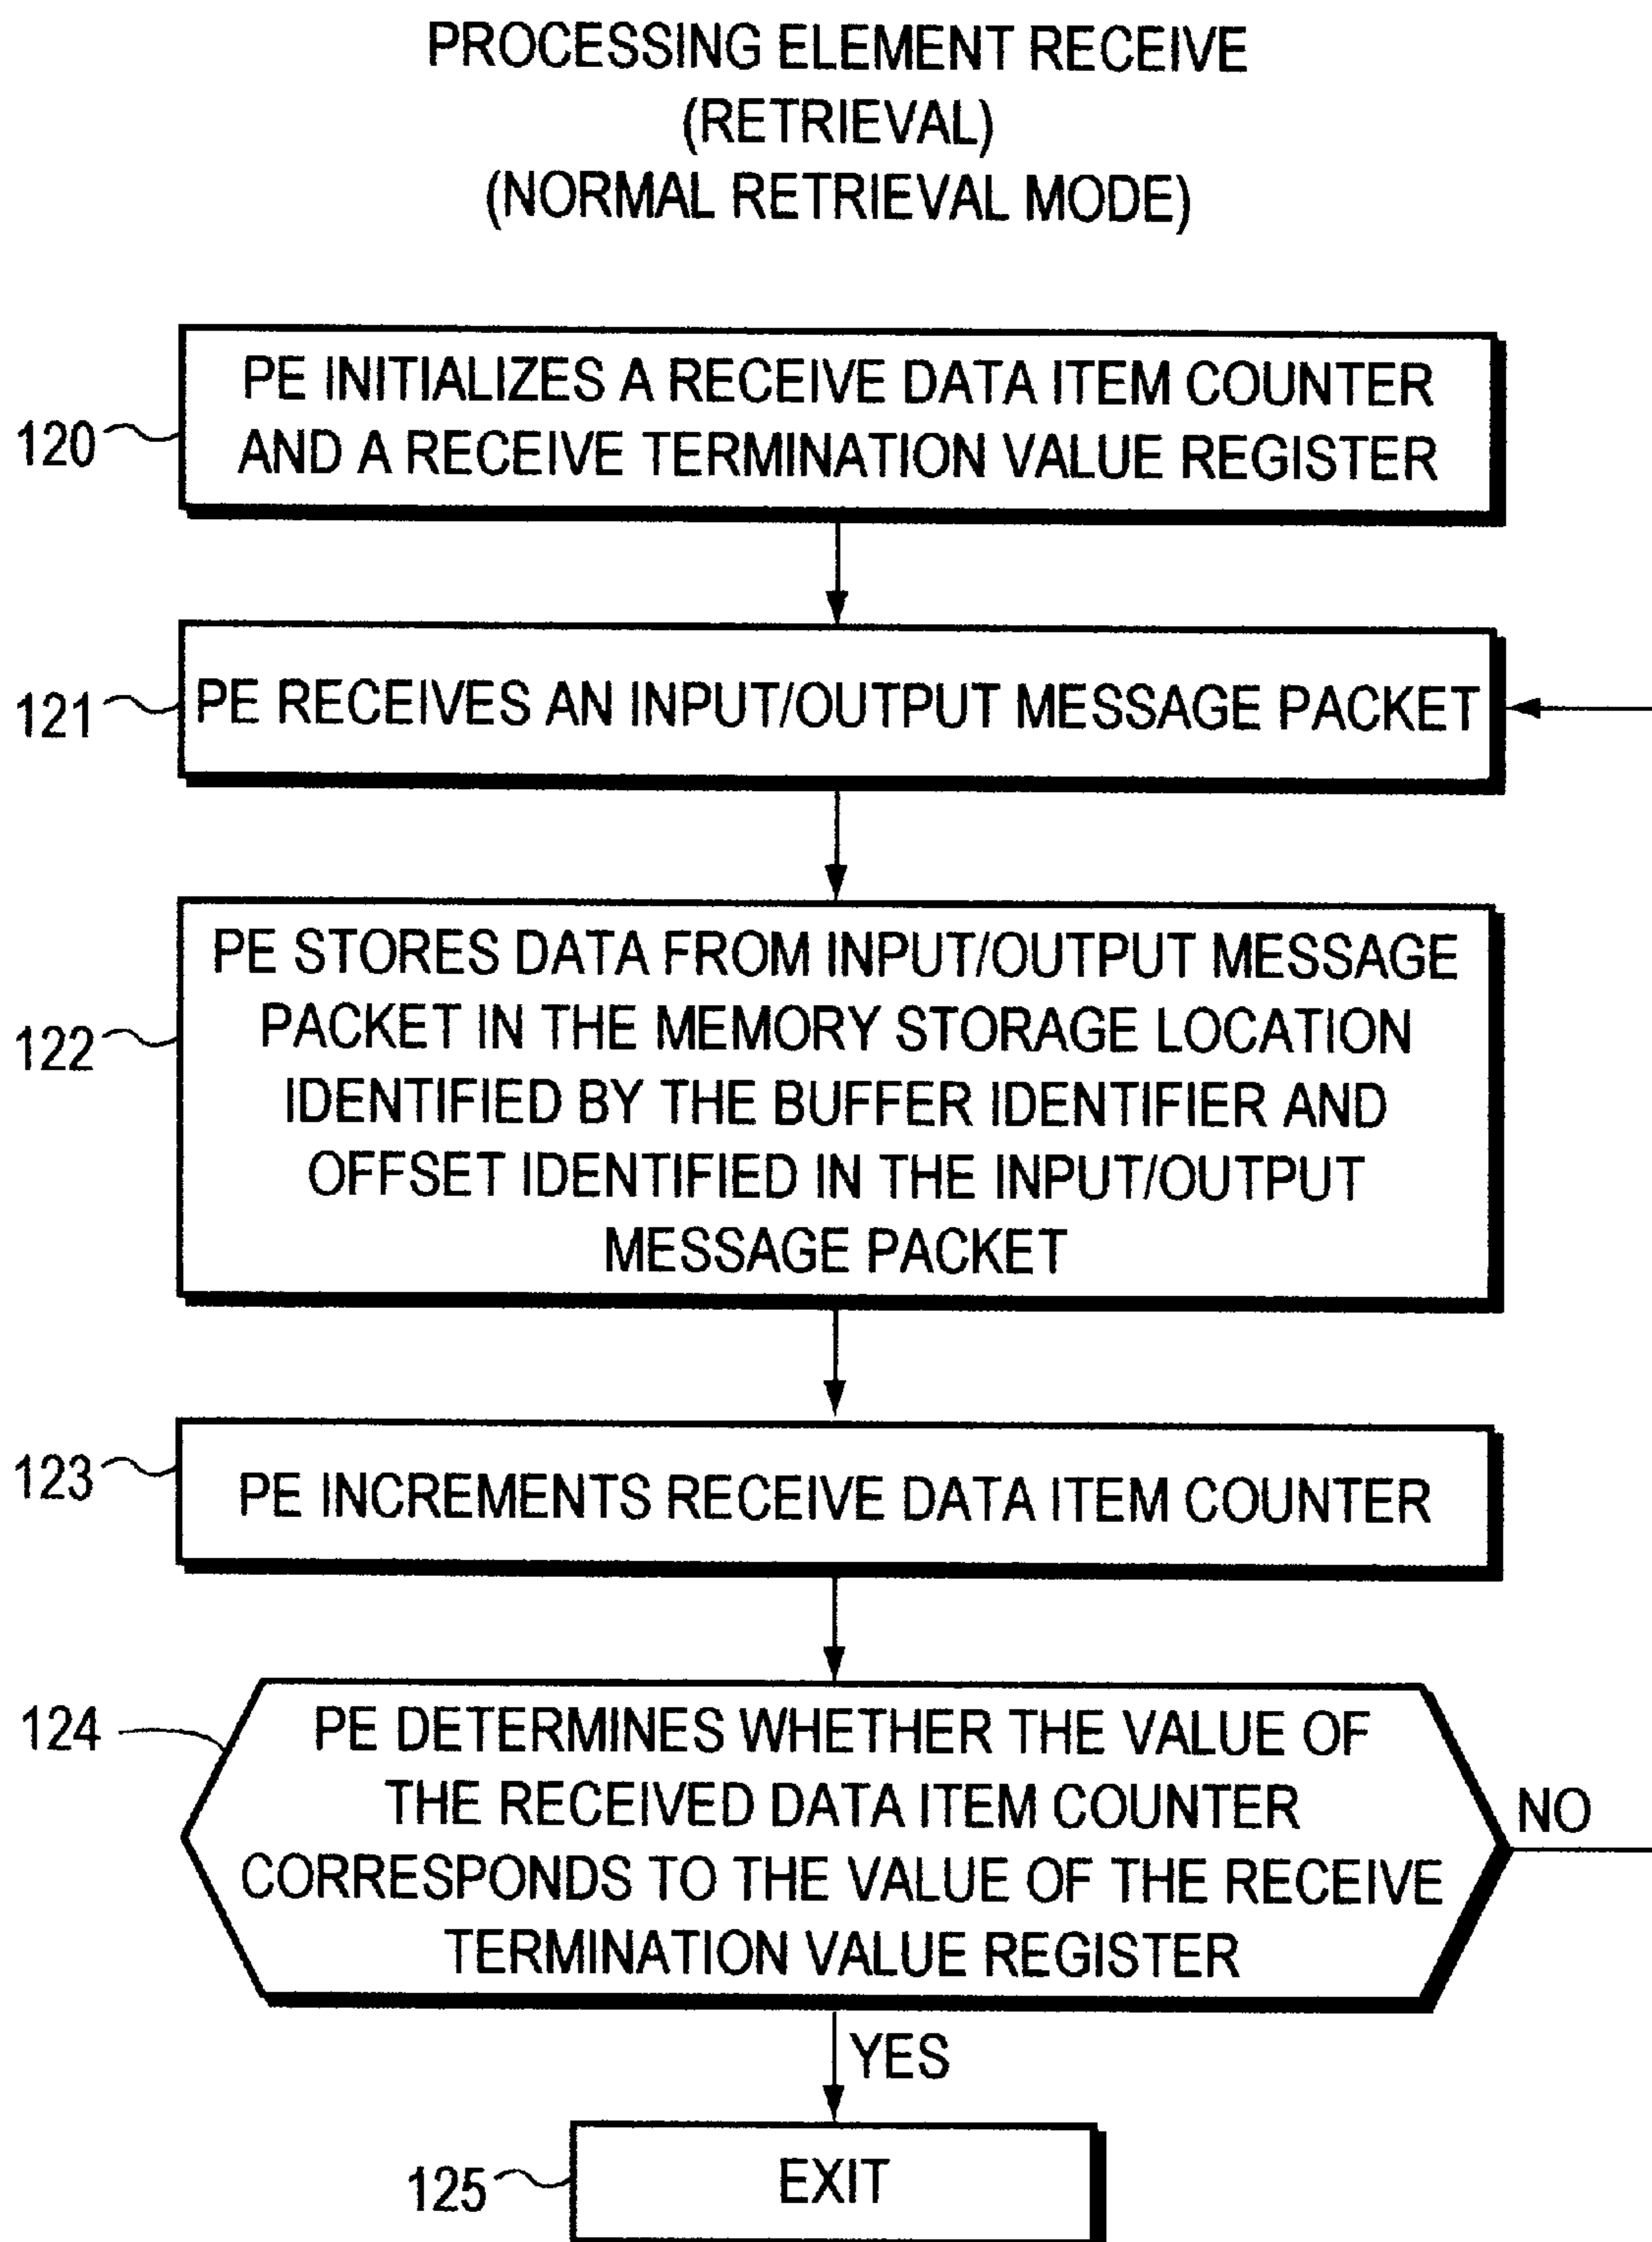 PROCESSING ELEMENT RECEIVE
(RETRIEVAL)
(NORMAL RETRIEVAL MODE)
120
PE INITIALIZES A RECEIVE DATA ITEM COUNTER
AND A RECEIVE TERMINATION VALUE REGISTER
121
PE RECEIVES AN INPUT/OUTPUT MESSAGE PACKET
122
PE STORES DATA FROM INPUT/OUTPUT MESSAGE
PACKET IN THE MEMORY STORAGE LOCATION
IDENTIFIED BY THE BUFFER IDENTIFIER AND
OFFSET IDENTIFIED IN THE INPUT/OUTPUT
MESSAGE PACKET
123
PE INCREMENTS RECEIVE DATA ITEM COUNTER
124
PE DETERMINES WHETHER THE VALUE OF
THE RECEIVED DATA ITEM COUNTER
CORRESPONDS TO THE VALUE OF THE RECEIVE
TERMINATION VALUE REGISTER
NO
YES
125
EXIT